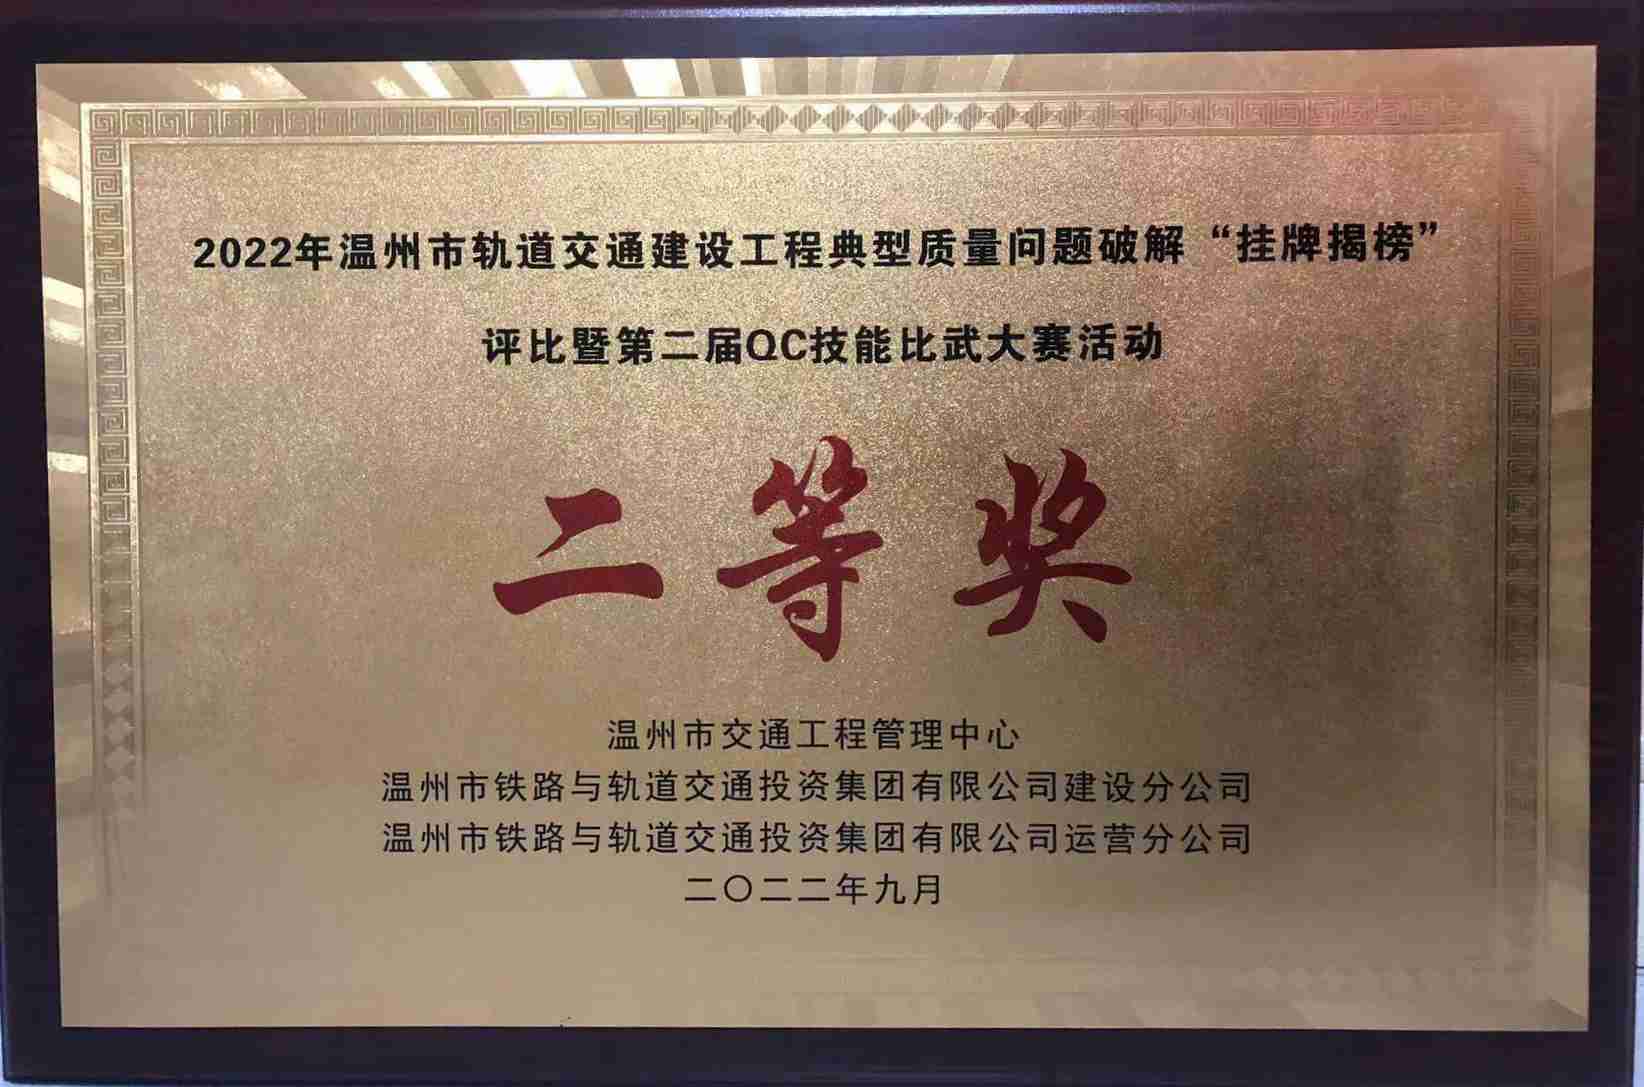 2022年温州市轨道交通建设工程典型质量问题破解“挂牌揭榜”
评比暨第二届QC技能比武大赛活动
二等奖
温州市交通工程管理中心
温州市铁路与轨道交通投资集团有限公司建设分公司
温州市铁路与轨道交通投资集团有限公司运营分公司
二〇二二年九月